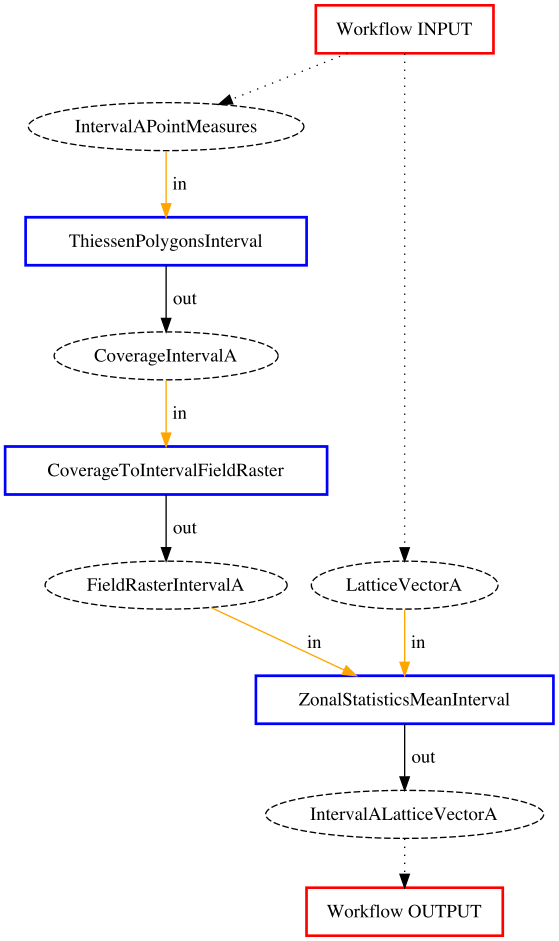 Workflow INPUT
IntervalAPointMeasures
in
ThiessenPolygonsInterval
out
CoverageIntervalA
in
CoverageToIntervalFieldRaster
out
FieldRasterIntervalA
LatticeVectorA
in
in
ZonalStatisticsMeanInterval
out
IntervalALatticeVectorA
Workflow OUTPUT